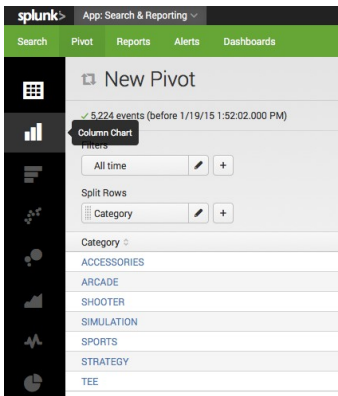 splunk> App: Search & Reporting
Search Pivot Reports Alerts Dashboards
New Pivot
5,224 events (before 1/19/15 1:52:02.000 PM)
Column Chart
Filters
All time
Split Rows
Category
Category
ACCESSORIES
ARCADE
SHOOTER
SIMULATION
SPORTS
STRATEGY
TEE